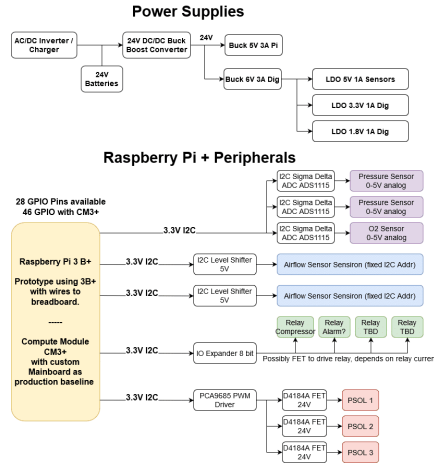 Power Supplies
AC/DC Inverter /
Charger
24V DC/DC Buck
Boost Converter
24V
Buck 5V 3A Pi
24V
Batteries
Buck 6V 3A Dig
LDO 5V 1A Sensors
LDO 3.3V 1A Dig
LDO 1.8V 1A Dig
Raspberry Pi + Peripherals
28 GPIO Pins available
46 GPIO with CM3+
I2C Sigma Delta
ADC ADS1115
Pressure Sensor
0-5V analog
I2C Sigma Delta
ADC ADS1115
Pressure Sensor
0-5V analog
3.3V I2C
I2C Sigma Delta
ADC ADS1115
O2 Sensor
0-5V analog
Raspberry Pi 3 B+
Prototype using 3B+
with wires to
breadboard.
-----
Compute Module
CM3+
with custom
Mainboard as
production baseline
3.3V I2C
I2C Level Shifter
5V
Airflow Sensor Sensiron (fixed I2C Addr)
3.3V I2C
I2C Level Shifter
5V
Airflow Sensor Sensiron (fixed I2C Addr)
Relay
Compressor
Relay
Alarm?
Relay
TBD
Relay
TBD
3.3V I2C
IO Expander 8 bit
Possibly FET to drive relay, depends on relay currer
3.3V I2C
PCA9685 PWM
Driver
D4184A FET
24V
PSOL 1
D4184A FET
24V
PSOL 2
D4184A FET
24V
PSOL 3